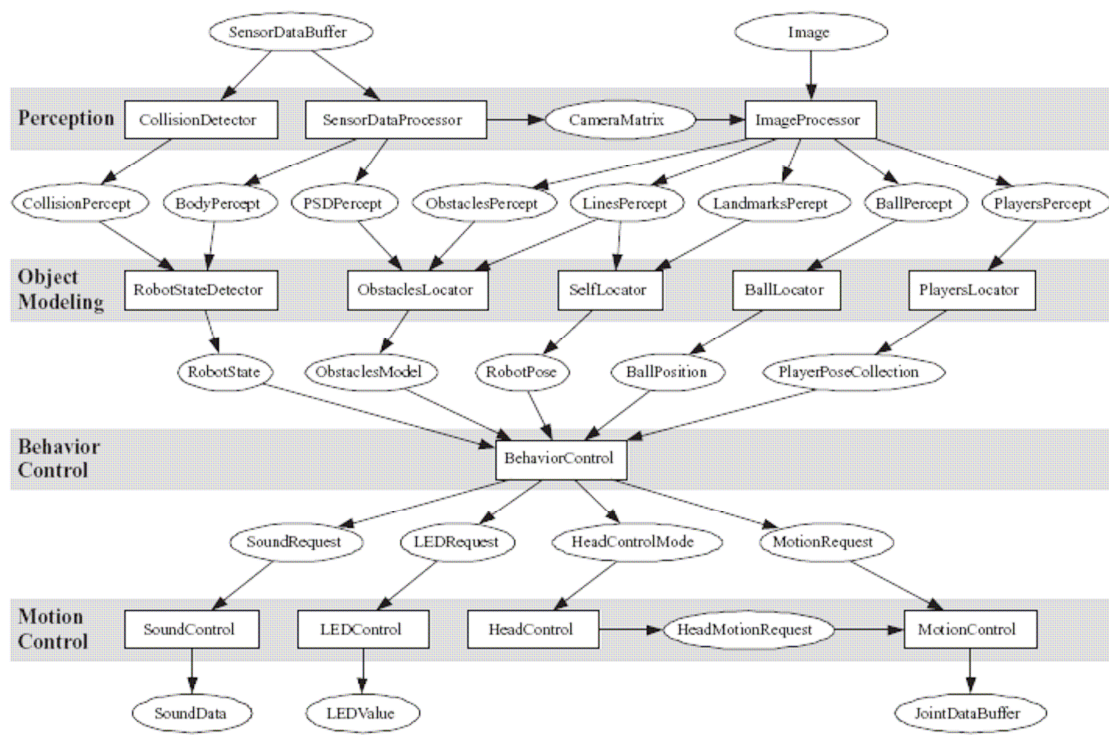 SensorDataBuffer
Image
Perception
CollisionDetector
SensorDataProcessor
CameraMatrix
ImageProcessor
CollisionPercept
BodyPercept
PSDPercept
ObstaclesPercept
LinesPercept
LandmarksPerept
BallPercept
PlayersPercept
Object
Modeling
RobotStateDetector
ObstaclesLocator
SelfLocator
BallLocator
PlayersLocator
RobotState
ObstaclesModel
RobotPose
BallPosition
PlayerPoseCollection
Behavior
Control
BehaviorControl
SoundRequest
LEDRequest
HeadControlMode
MotionRequest
Motion
Control
SoundControl
LEDControl
HeadControl
HeadMotionRequest
MotionControl
SoundData
LEDValue
JointDataBuffer